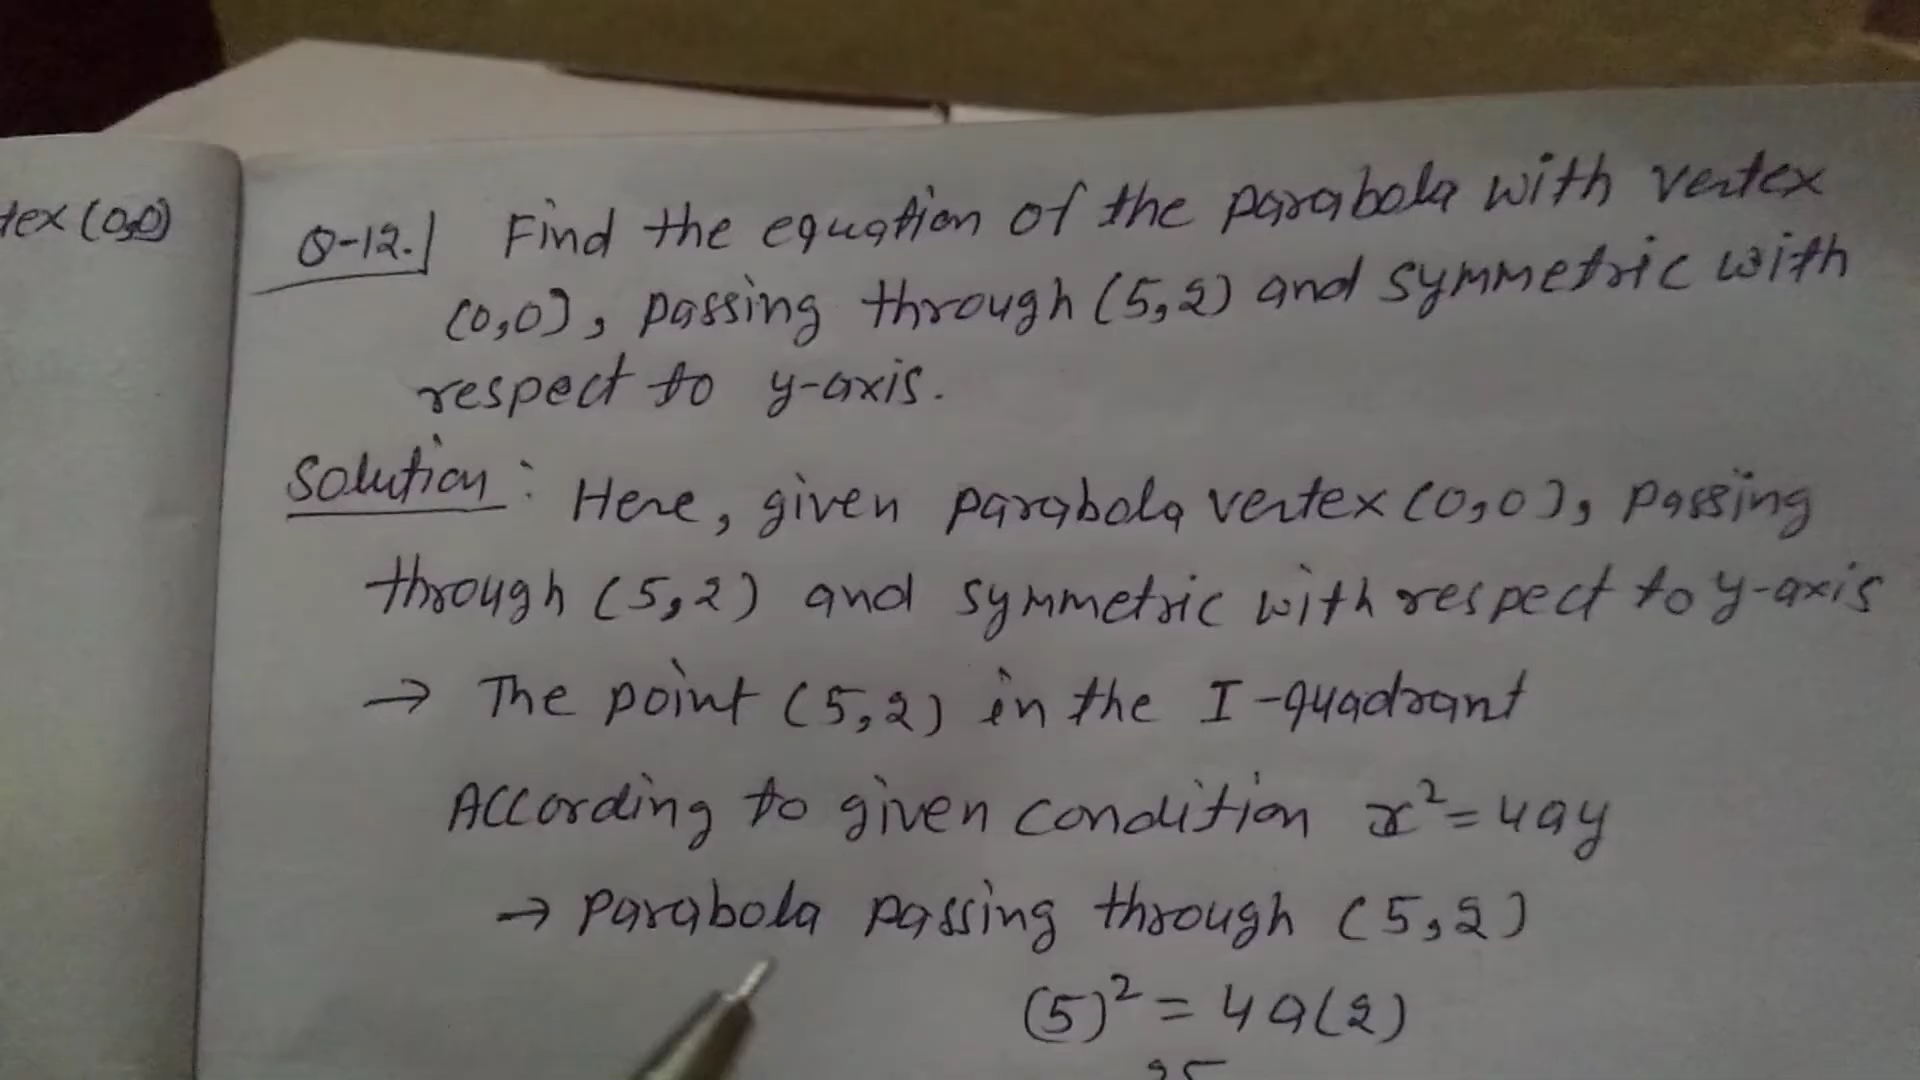 tex (0,0)
Q-12. Find the equation of the parabola with vertex
(0,0), passing through (5,2) and symmetric with
respect to y-axis.
Solution: Here, given parabola vertex (0,0), passing
through (5,2) and symmetric with respect to y-axis
→ The point (5,2) in the I-quadrant
According to given condition x² = 4ay
→ parabola passing through (5,2)
(5)² = 4a(2)
25